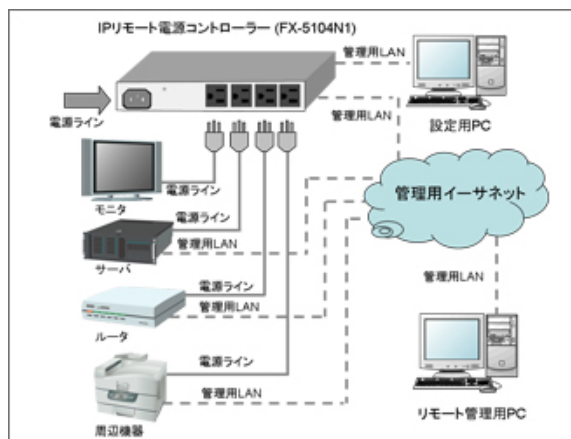 IPリモート電源コントローラー (FX-5104N1)
管理用LAN
電源ライン
管理用LAN
設定用PC
電源ライン
モニタ
電源ライン
管理用イーサネット
サーバ
管理用LAN
管理用LAN
電源ライン
管理用LAN
ルータ
電源ライン
管理用LAN
周辺機器
リモート管理用PC